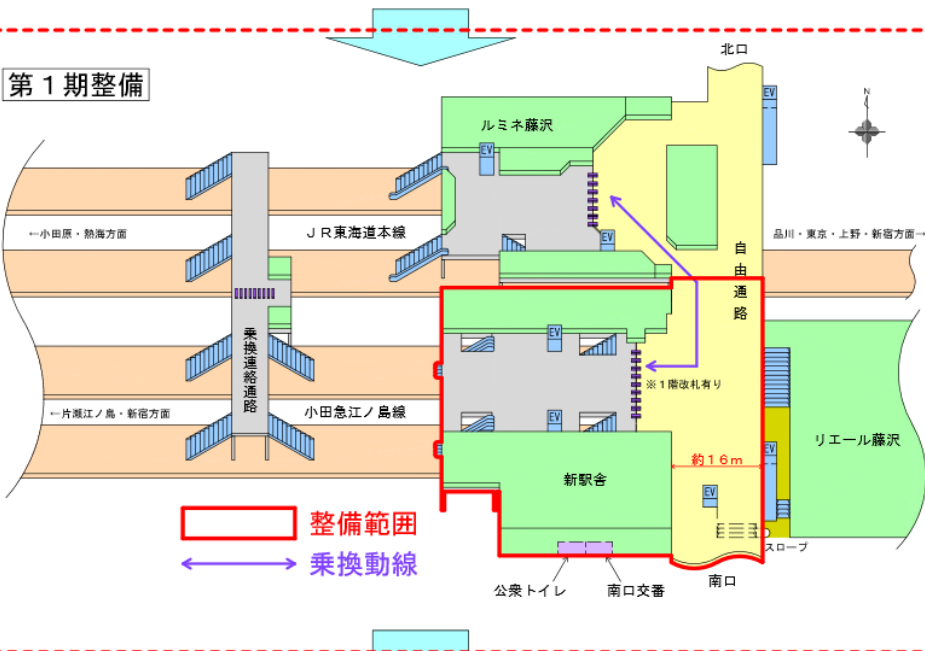 北口
第1期整備
EV
N
ルミネ藤沢
EV
←小田原・熱海方面
JR東海道本線
EV
自由通路
品川・東京・上野・新宿方面→
乗換連絡通路
EV
※1階改札有り
←片瀬江ノ島・新宿方面
小田急江ノ島線
EV
リエール藤沢
約16m
EV
新駅舎
EV
整備範囲
スロープ
乗換動線
公衆トイレ
南口交番
南口